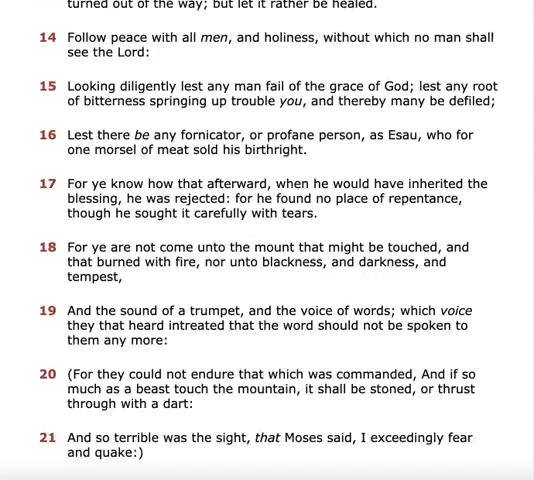 turned out of the way; but let it rather be healed.
14 Follow peace with all men, and holiness, without which no man shall
see the Lord:
15 Looking diligently lest any man fail of the grace of God; lest any root
of bitterness springing up trouble you, and thereby many be defiled;
16 Lest there be any fornicator, or profane person, as Esau, who for
one morsel of meat sold his birthright.
17 For ye know how that afterward, when he would have inherited the
blessing, he was rejected: for he found no place of repentance,
though he sought it carefully with tears.
18 For ye are not come unto the mount that might be touched, and
that burned with fire, nor unto blackness, and darkness, and
tempest,
19 And the sound of a trumpet, and the voice of words; which voice
they that heard intreated that the word should not be spoken to
them any more:
20 (For they could not endure that which was commanded, And if so
much as a beast touch the mountain, it shall be stoned, or thrust
through with a dart:
21 And so terrible was the sight, that Moses said, I exceedingly fear
and quake:)